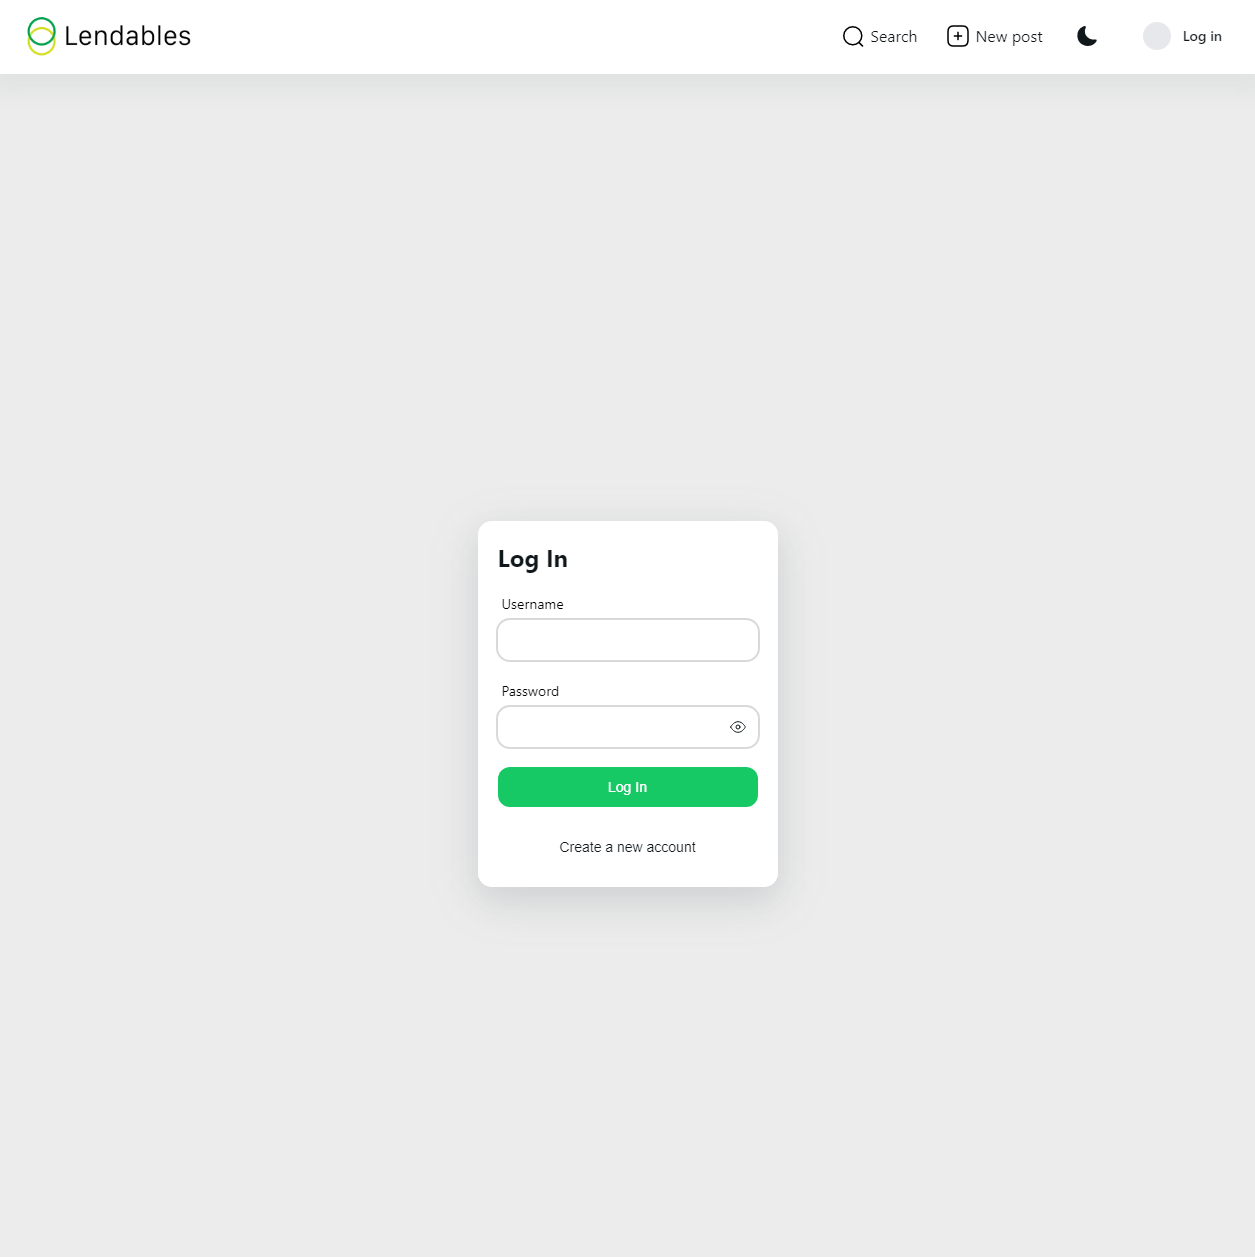 Lendables
Search
New post
Log in
Log In
Username
Password
Log In
Create a new account